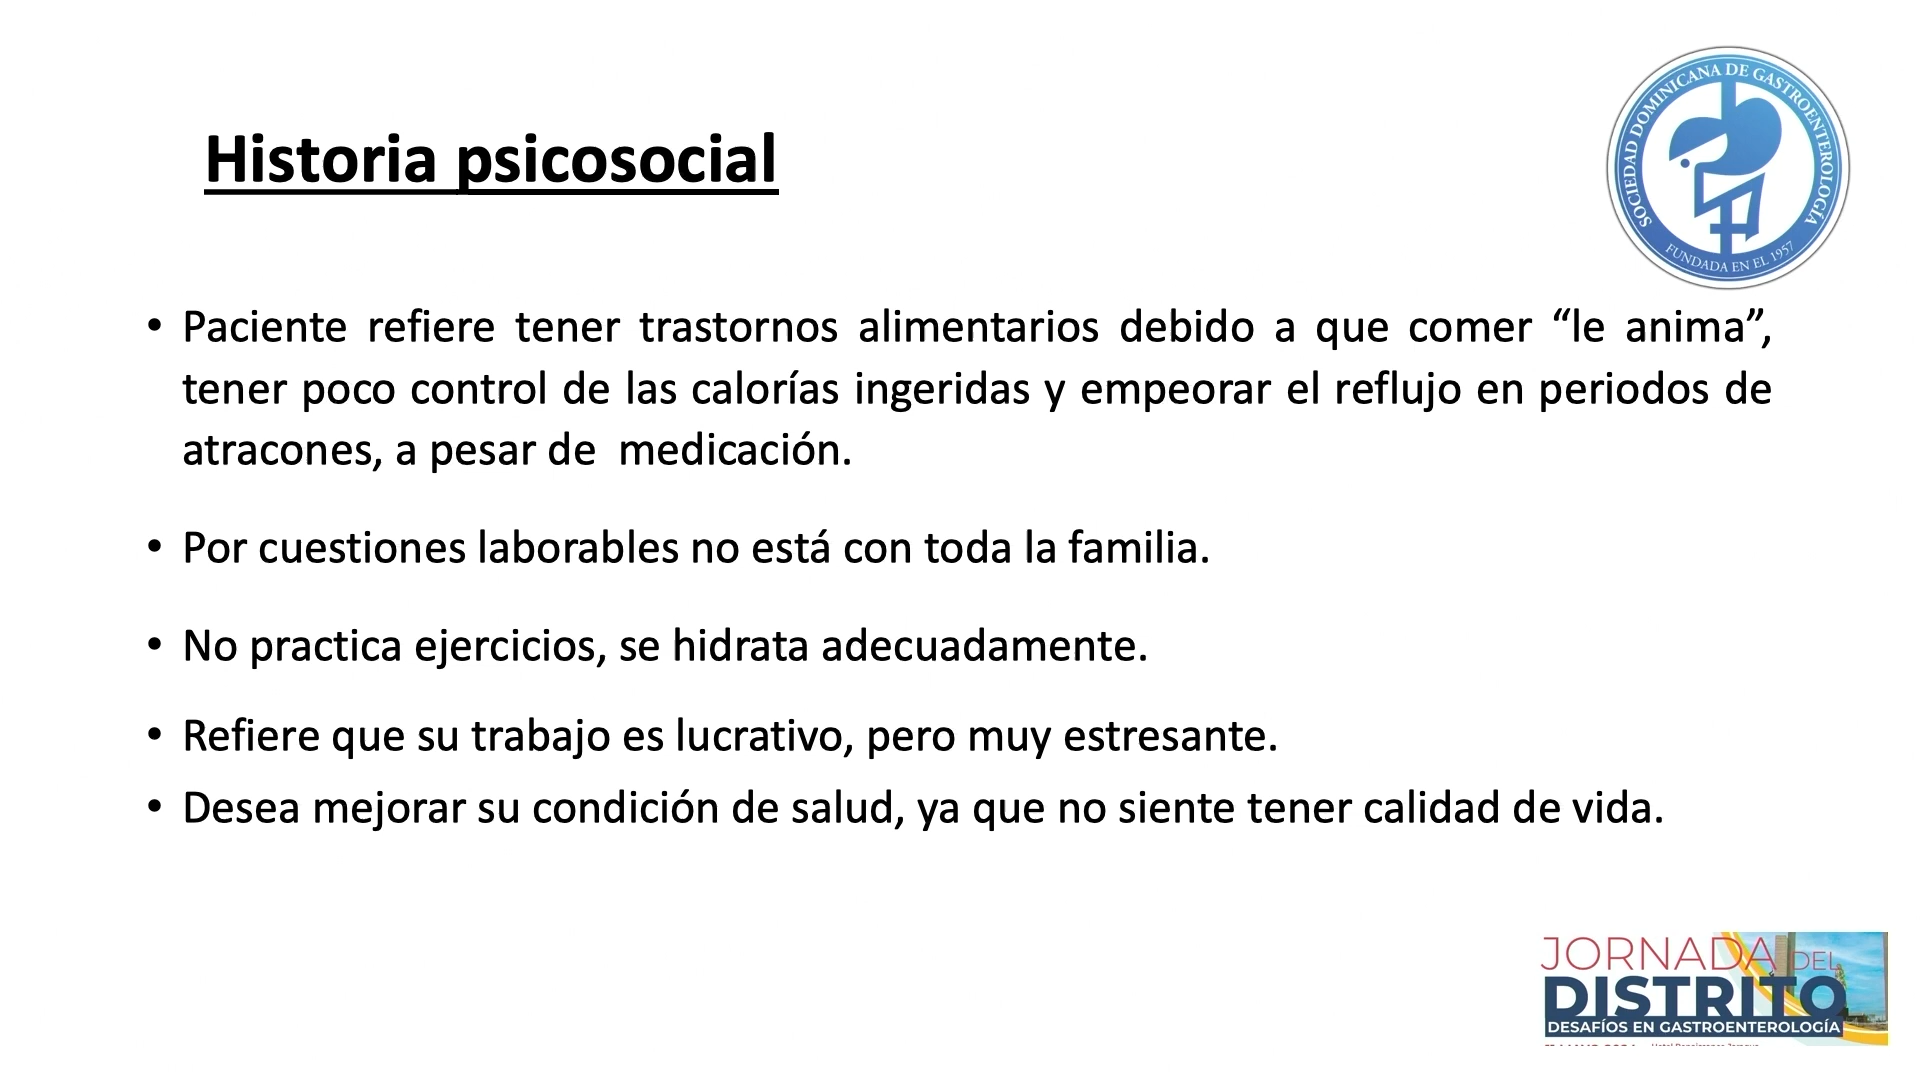 SOCIEDAD DOMINICANA DE GASTROENTEROLOGÍA
FUNDADA EN EL 1957
Historia psicosocial
• Paciente refiere tener trastornos alimentarios debido a que comer “le anima”,
tener poco control de las calorías ingeridas y empeorar el reflujo en periodos de
atracones, a pesar de  medicación.
• Por cuestiones laborables no está con toda la familia.
• No practica ejercicios, se hidrata adecuadamente.
• Refiere que su trabajo es lucrativo, pero muy estresante.
• Desea mejorar su condición de salud, ya que no siente tener calidad de vida.
JORNADA DEL
DISTRITO
DESAFÍOS EN GASTROENTEROLOGÍA